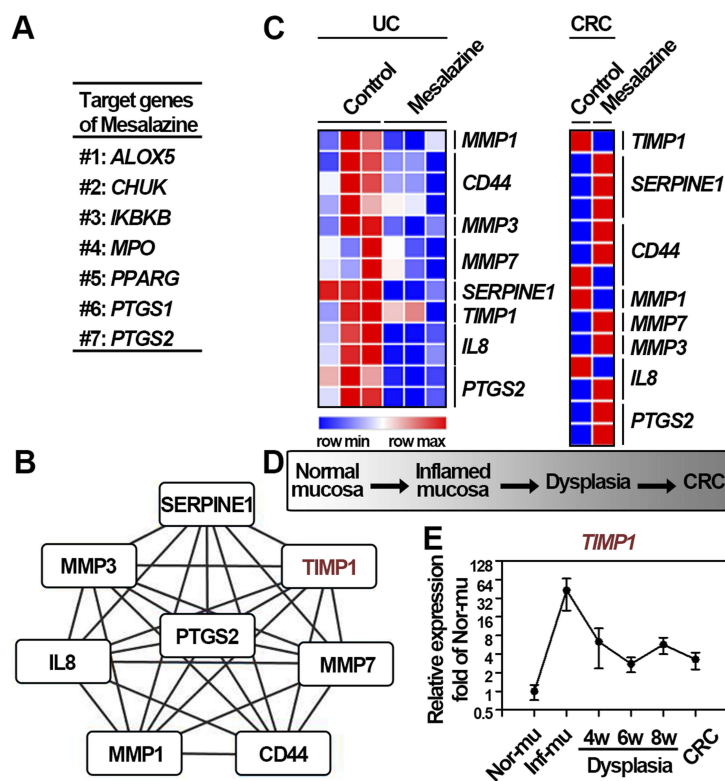 A
Target genes
of Mesalazine
#1: ALOX5
#2: CHUK
#3: IKBKB
#4: MPO
#5: PPARG
#6: PTGS1
#7: PTGS2
C
UC
Control
Mesalazine
MMP1
CD44
MMP3
MMP7
SERPINE1
TIMP1
IL8
PTGS2
row min
row max
CRC
Control
Mesalazine
TIMP1
SERPINE1
CD44
MMP1
MMP7
MMP3
IL8
PTGS2
B
SERPINE1
MMP3
TIMP1
PTGS2
IL8
MMP7
MMP1
CD44
D
Normal
mucosa
Inflamed
mucosa
Dysplasia
CRC
E
TIMP1
Relative expression
fold of Nor-mu
128
64
32
16
8
4
2
1
0.5
Nor-mu
Inf-mu
4w
6w
8w
Dysplasia
CRC